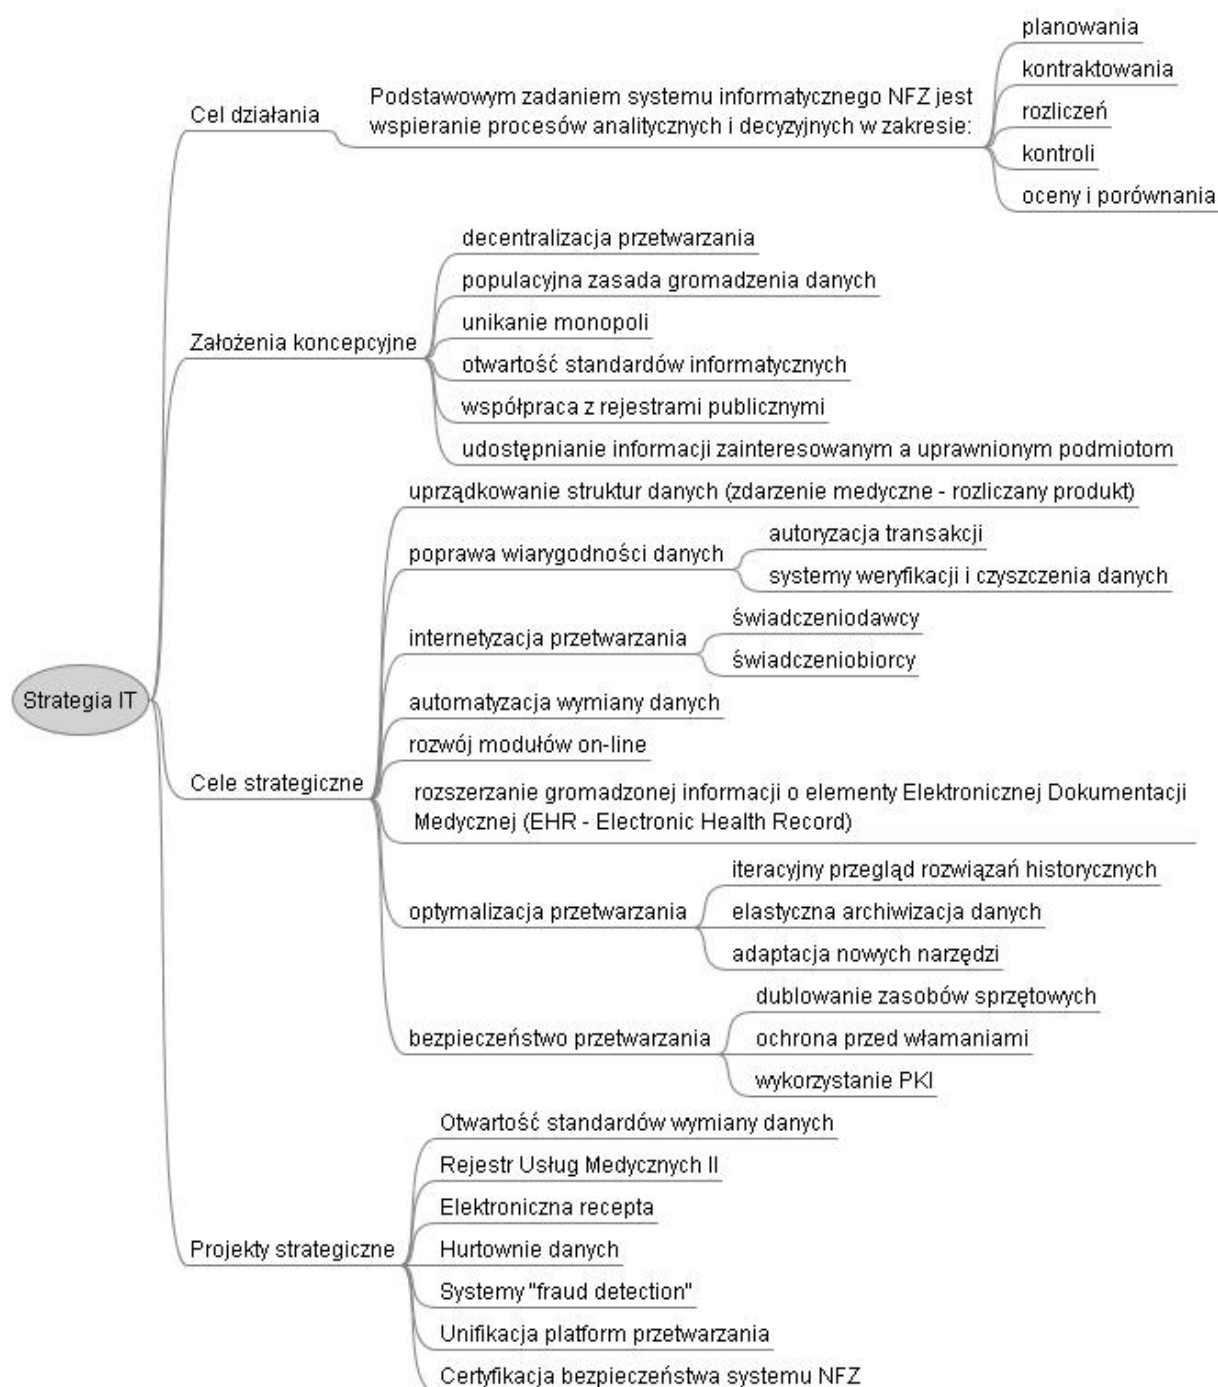 Strategia IT
Cel działania
Podstawowym zadaniem systemu informatycznego NFZ jest
wspieranie procesów analitycznych i decyzyjnych w zakresie:
planowania
kontraktowania
rozliczeń
kontroli
oceny i porównania
Założenia koncepcyjne
decentralizacja przetwarzania
populacyjna zasada gromadzenia danych
unikanie monopoli
otwartość standardów informatycznych
współpraca z rejestrami publicznymi
udostępnianie informacji zainteresowanym a uprawnionym podmiotom
Cele strategiczne
uprządkowanie struktur danych (zdarzenie medyczne - rozliczany produkt)
poprawa wiarygodności danych
autoryzacja transakcji
systemy weryfikacji i czyszczenia danych
internetyzacja przetwarzania
świadczeniodawcy
świadczeniobiorcy
automatyzacja wymiany danych
rozwój modułów on-line
rozszerzanie gromadzonej informacji o elementy Elektronicznej Dokumentacji
Medycznej (EHR - Electronic Health Record)
optymalizacja przetwarzania
iteracyjny przegląd rozwiązań historycznych
elastyczna archiwizacja danych
adaptacja nowych narzędzi
bezpieczeństwo przetwarzania
dublowanie zasobów sprzętowych
ochrona przed włamaniami
wykorzystanie PKI
Projekty strategiczne
Otwartość standardów wymiany danych
Rejestr Usług Medycznych II
Elektroniczna recepta
Hurtownie danych
Systemy "fraud detection"
Unifikacja platform przetwarzania
Certyfikacja bezpieczeństwa systemu NFZ